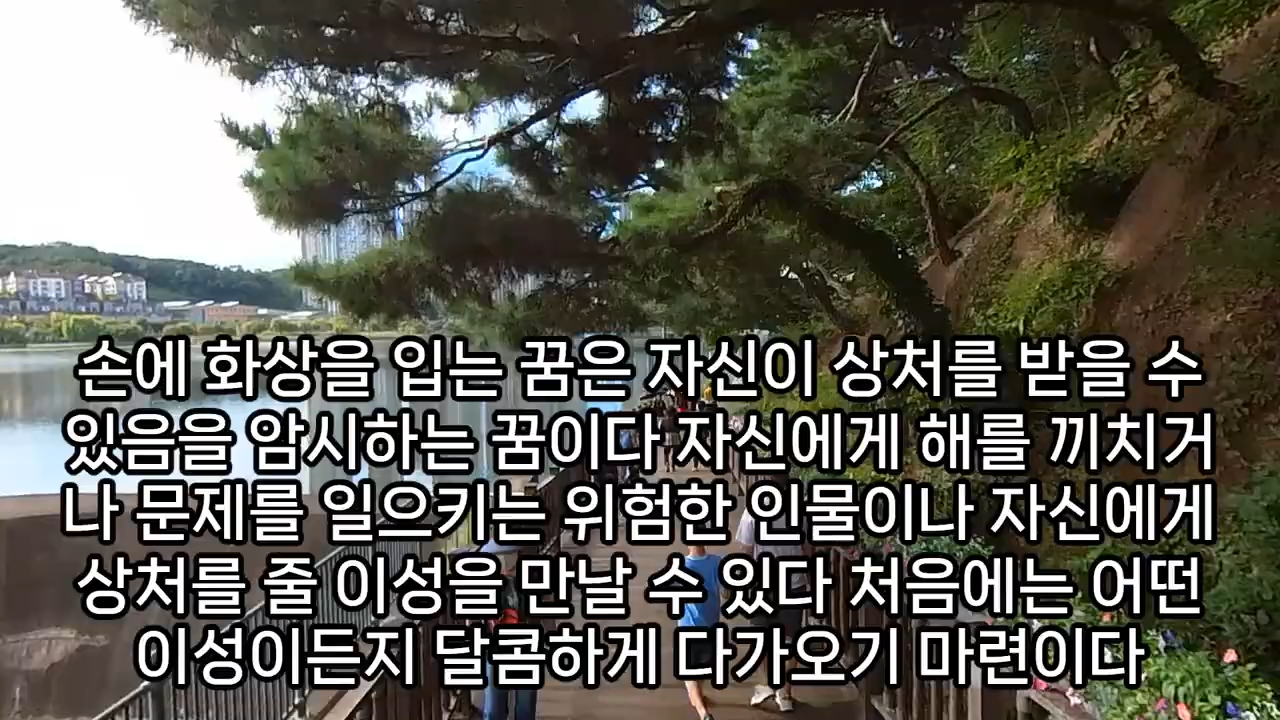 손에 화상을 입는 꿈은 자신이 상처를 받을 수
있음을 암시하는 꿈이다 자신에게 해를 끼치거
나 문제를 일으키는 위험한 인물이나 자신에게
상처를 줄 이성을 만날 수 있다 처음에는 어떤
이성이든지 달콤하게 다가오기 마련이다